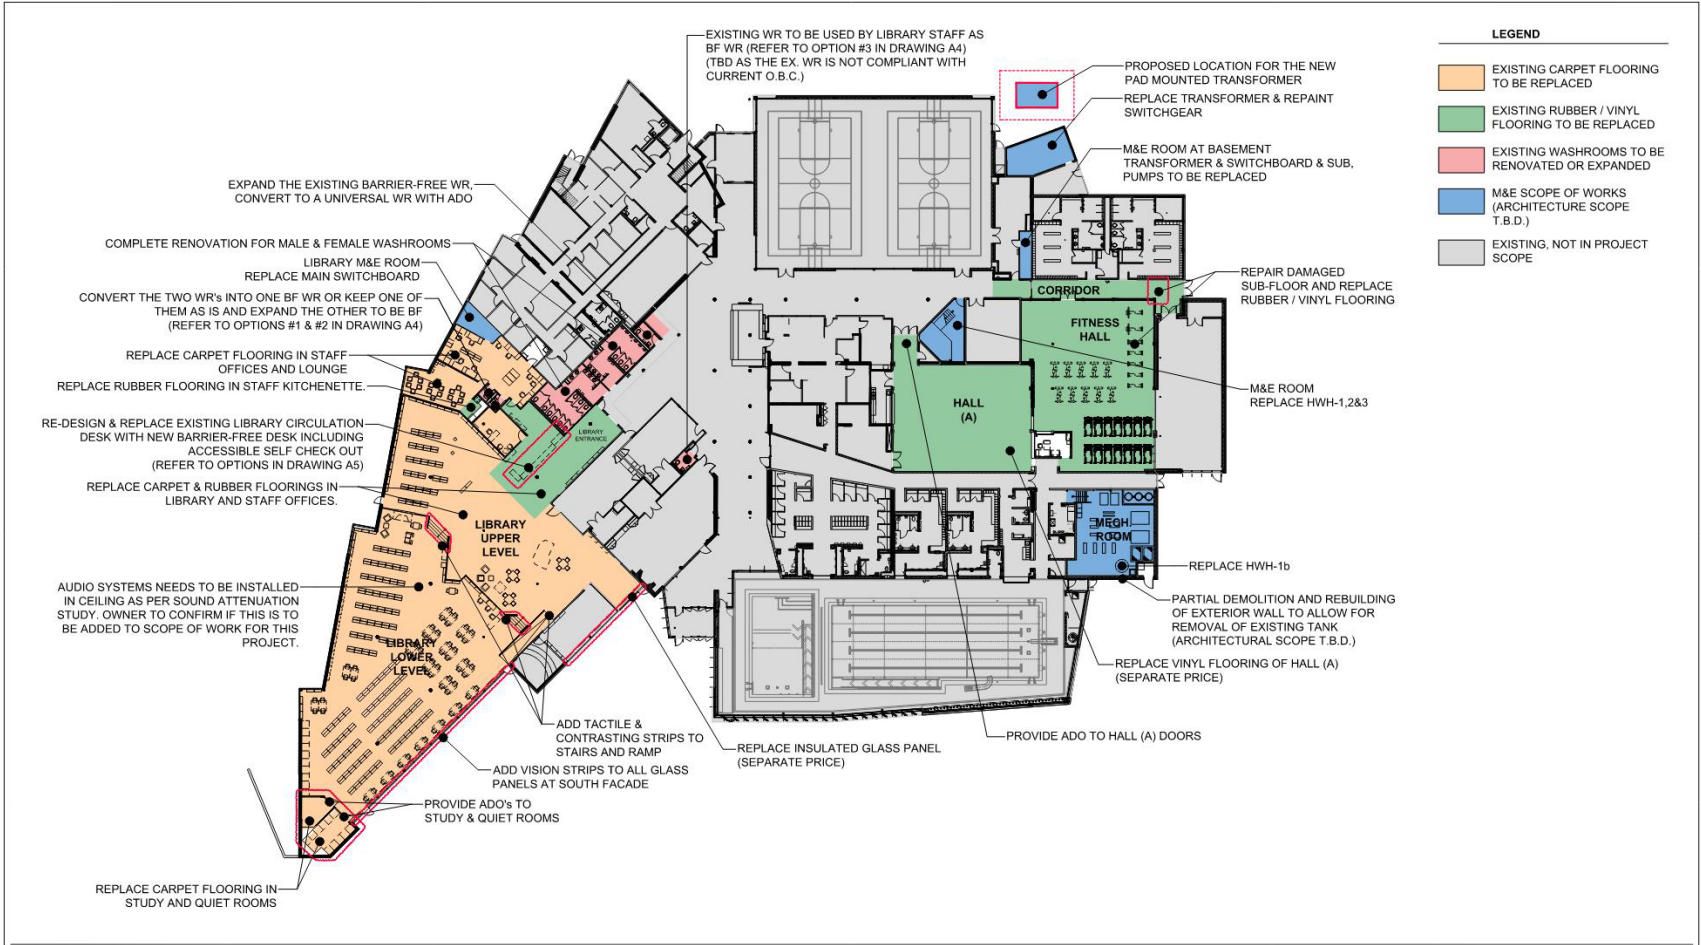 EXISTING WR TO BE USED BY LIBRARY STAFF AS
BF WR (REFER TO OPTION #3 IN DRAWING A4)
(TBD AS THE EX. WR IS NOT COMPLIANT WITH
CURRENT O.B.C.)
EXPAND THE EXISTING BARRIER-FREE WR,
CONVERT TO A UNIVERSAL WR WITH ADO
COMPLETE RENOVATION FOR MALE & FEMALE WASHROOMS
LIBRARY M&E ROOM
REPLACE MAIN SWITCHBOARD
CONVERT THE TWO WR's INTO ONE BF WR OR KEEP ONE OF
THEM AS IS AND EXPAND THE OTHER TO BE BF
(REFER TO OPTIONS #1 & #2 IN DRAWING A4)
REPLACE CARPET FLOORING IN STAFF
OFFICES AND LOUNGE
REPLACE RUBBER FLOORING IN STAFF KITCHENETTE.
RE-DESIGN & REPLACE EXISTING LIBRARY CIRCULATION
DESK WITH NEW BARRIER-FREE DESK INCLUDING
ACCESSIBLE SELF CHECK OUT
(REFER TO OPTIONS IN DRAWING A5)
REPLACE CARPET & RUBBER FLOORINGS IN
LIBRARY AND STAFF OFFICES.
AUDIO SYSTEMS NEEDS TO BE INSTALLED
IN CEILING AS PER SOUND ATTENUATION
STUDY. OWNER TO CONFIRM IF THIS IS TO
BE ADDED TO SCOPE OF WORK FOR THIS
PROJECT.
REPLACE CARPET FLOORING IN
STUDY AND QUIET ROOMS
PROVIDE ADO's TO
STUDY & QUIET ROOMS
ADD VISION STRIPS TO ALL GLASS
PANELS AT SOUTH FACADE
ADD TACTILE &
CONTRASTING STRIPS TO
STAIRS AND RAMP
REPLACE INSULATED GLASS PANEL
(SEPARATE PRICE)
LIBRARY
ENTRANCE
LIBRARY
UPPER
LEVEL
LIBRARY
LOWER
LEVEL
PROPOSED LOCATION FOR THE NEW
PAD MOUNTED TRANSFORMER
REPLACE TRANSFORMER & REPAINT
SWITCHGEAR
M&E ROOM AT BASEMENT
TRANSFORMER & SWITCHBOARD & SUB,
PUMPS TO BE REPLACED
REPAIR DAMAGED
SUB-FLOOR AND REPLACE
RUBBER / VINYL FLOORING
CORRIDOR
FITNESS
HALL
HALL
(A)
M&E ROOM
REPLACE HWH-1,2&3
MECH.
ROOM
REPLACE HWH-1b
PARTIAL DEMOLITION AND REBUILDING
OF EXTERIOR WALL TO ALLOW FOR
REMOVAL OF EXISTING TANK
(ARCHITECTURAL SCOPE T.B.D.)
REPLACE VINYL FLOORING OF HALL (A)
(SEPARATE PRICE)
PROVIDE ADO TO HALL (A) DOORS
LEGEND
EXISTING CARPET FLOORING
TO BE REPLACED
EXISTING RUBBER / VINYL
FLOORING TO BE REPLACED
EXISTING WASHROOMS TO BE
RENOVATED OR EXPANDED
M&E SCOPE OF WORKS
(ARCHITECTURE SCOPE
T.B.D.)
EXISTING, NOT IN PROJECT
SCOPE